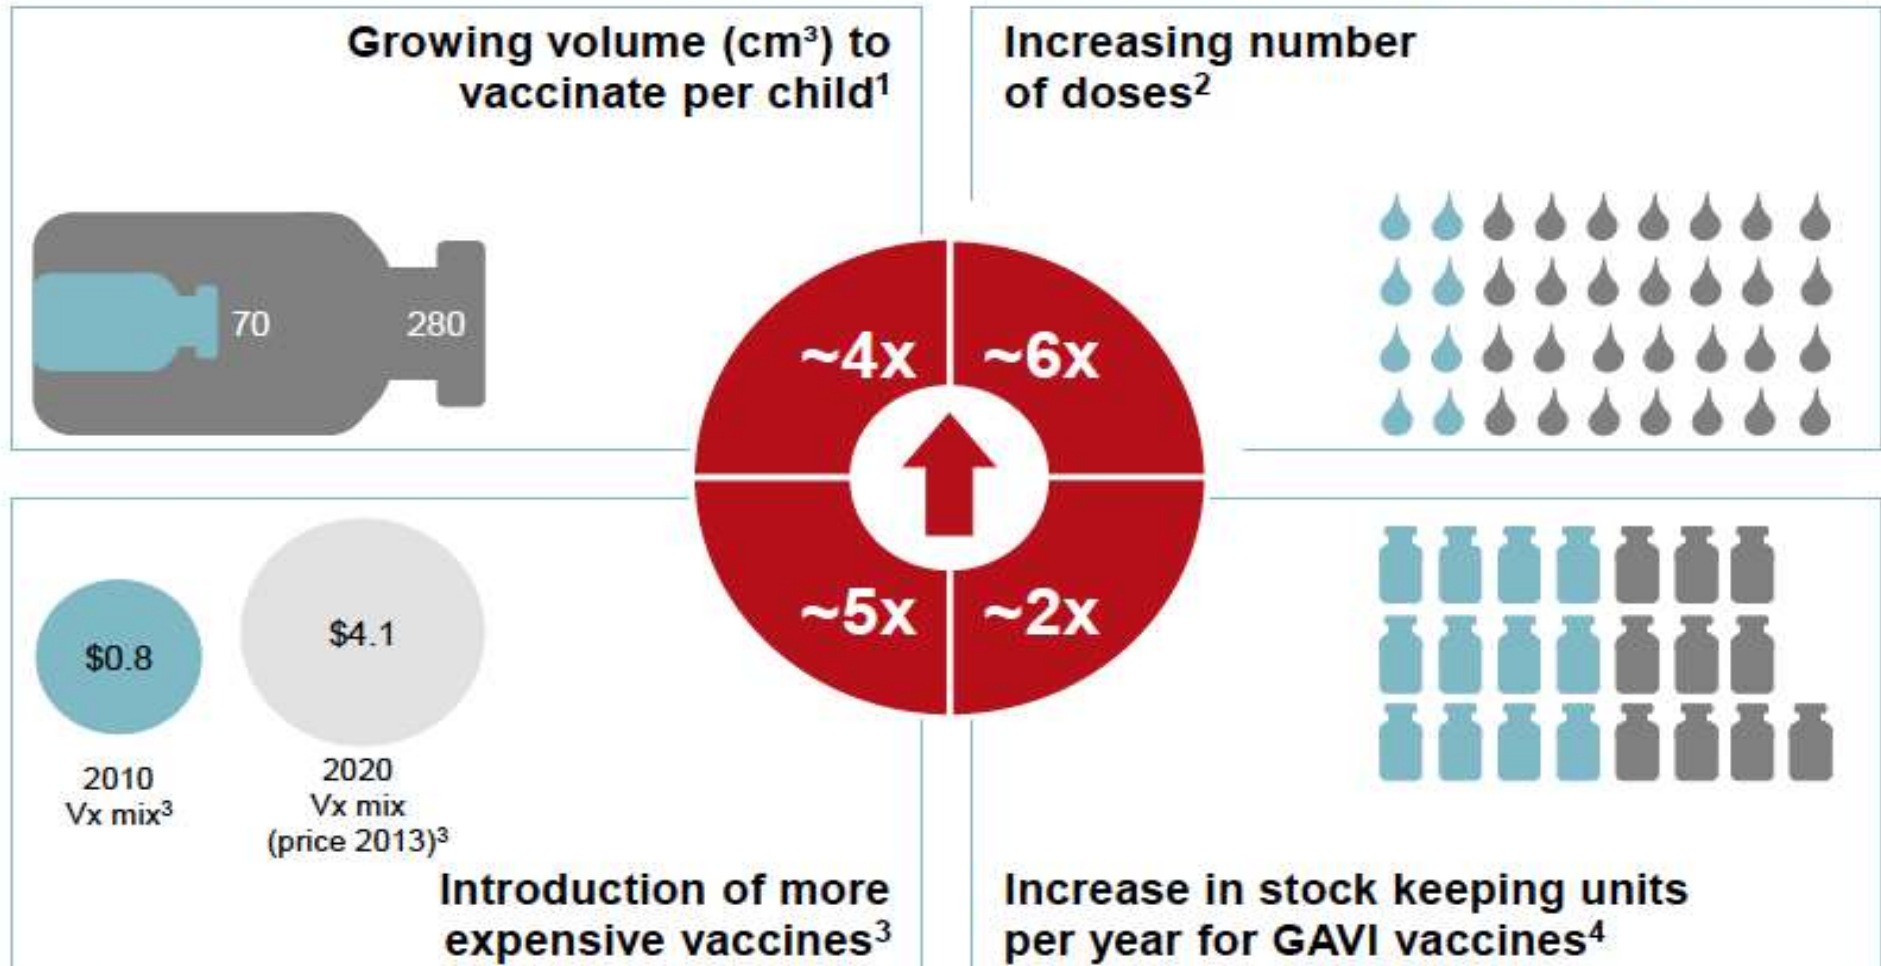 Growing volume (cm³) to
vaccinate per child¹
70
280
Increasing number
of doses²
~4x
~6x
~5x
~2x
$0.8
2010
Vx mix³
$4.1
2020
Vx mix
(price 2013)³
Introduction of more
expensive vaccines³
Increase in stock keeping units
per year for GAVI vaccines⁴